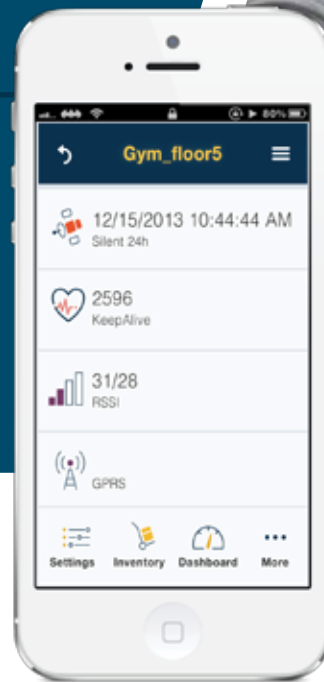 80%
Gym_floor5
12/15/2013 10:44:44 AM
Silent 24h
2596
KeepAlive
31/28
RSSI
GPRS
Settings
Inventory
Dashboard
More